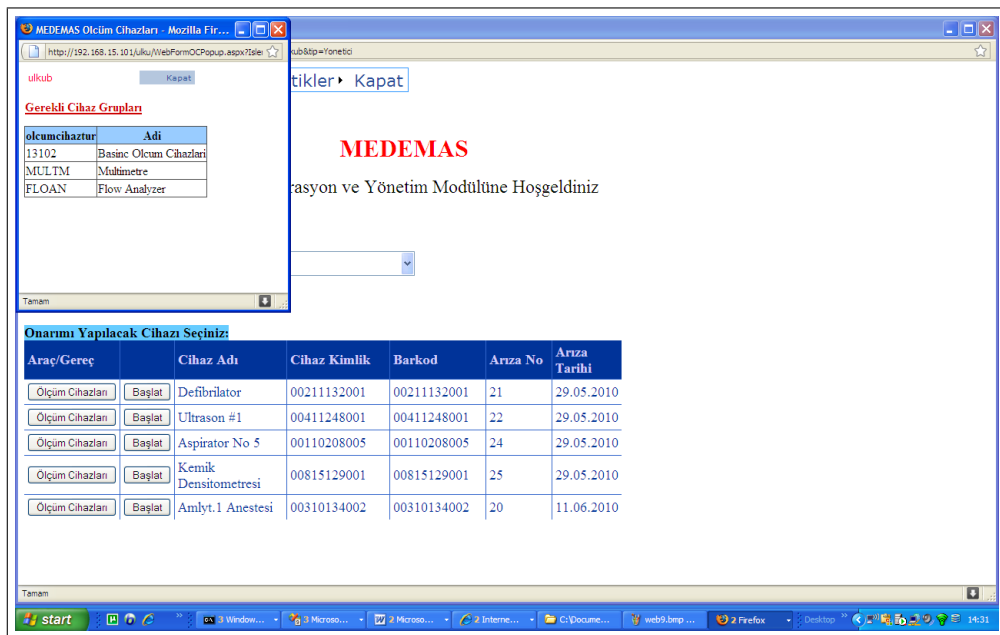 MEDEMAS Olcüm Cihazları - Mozilla Fir...
http://192.168.15.101/ulku/WebFormOCPopup.aspx?Isle
kub&tip=Yonetici
ulkub Kapat
tikler Kapat
Gerekli Cihaz Grupları
olcumcihaztur Adi
13102 Basinc Olcum Cihazlari
MULTM Multimetre
FLOAN Flow Analyzer
MEDEMAS
rasyon ve Yönetim Modülüne Hoşgeldiniz
Tamam
Onarımı Yapılacak Cihazı Seçiniz:
Araç/Gereç Cihaz Adı Cihaz Kimlik Barkod Arıza No Arıza Tarihi
Ölçüm Cihazları Başlat Defibrilator 00211132001 00211132001 21 29.05.2010
Ölçüm Cihazları Başlat Ultrason #1 00411248001 00411248001 22 29.05.2010
Ölçüm Cihazları Başlat Aspirator No 5 00110208005 00110208005 24 29.05.2010
Ölçüm Cihazları Başlat Kemik Densitometresi 00815129001 00815129001 25 29.05.2010
Ölçüm Cihazları Başlat Amlyt.1 Anestesi 00310134002 00310134002 20 11.06.2010
Tamam
start 3 Window... 3 Microso... 2 Microso... 2 Interne... C:\Docume... web9.bmp ... 2 Firefox Desktop 14:31